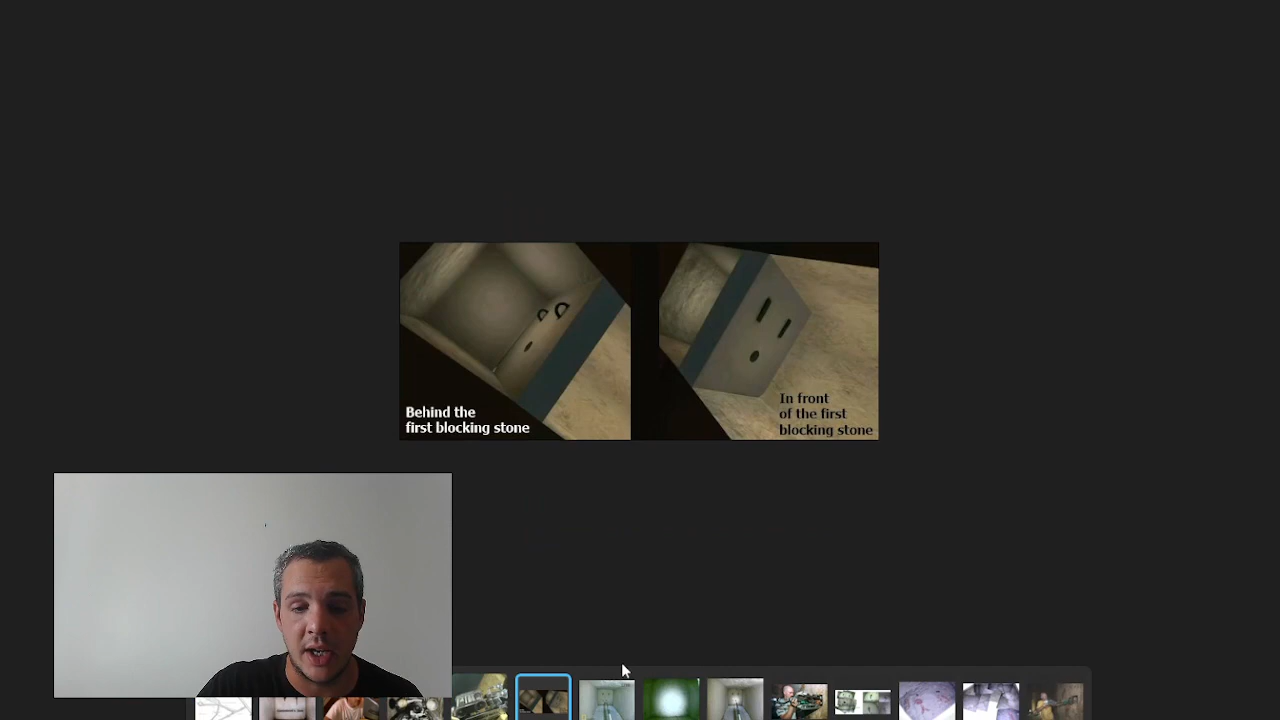 Behind the
first blocking stone
In front
of the first
blocking stone